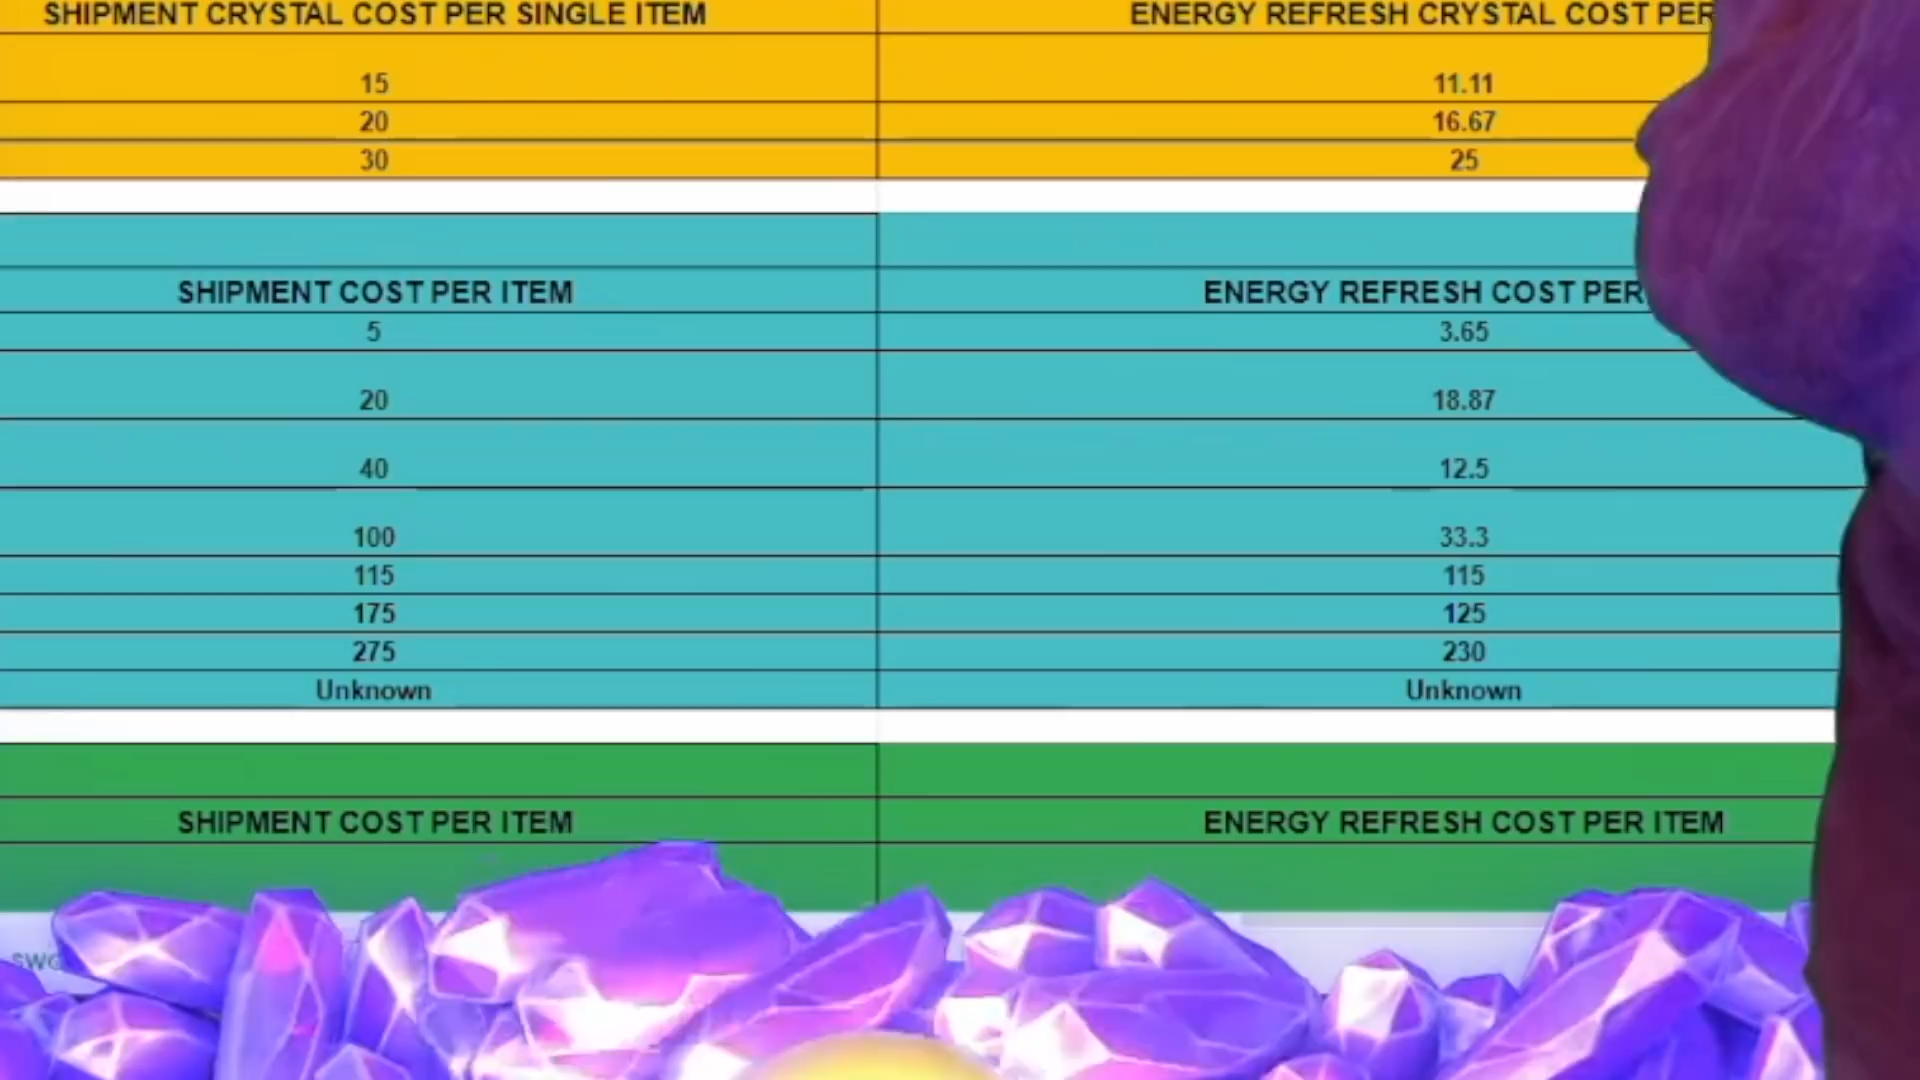 SHIPMENT CRYSTAL COST PER SINGLE ITEM ENERGY REFRESH CRYSTAL COST PER
15 11.11
20 16.67
30 25
SHIPMENT COST PER ITEM ENERGY REFRESH COST PER
5 3.65
20 18.87
40 12.5
100 33.3
115 115
175 125
275 230
Unknown Unknown
SHIPMENT COST PER ITEM ENERGY REFRESH COST PER ITEM